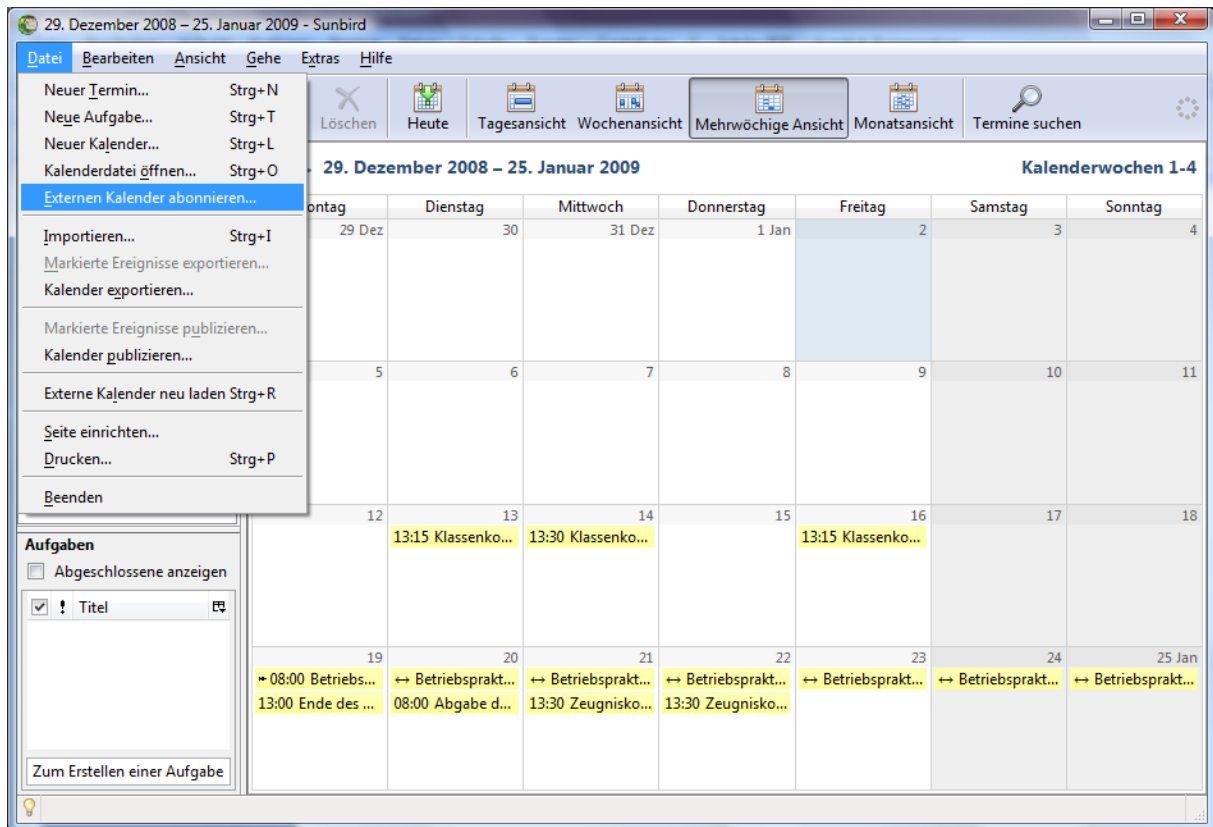 29. Dezember 2008 – 25. Januar 2009 - Sunbird
Datei Bearbeiten Ansicht Gehe Extras Hilfe
Neuer Termin... Strg+N
Neue Aufgabe... Strg+T
Neuer Kalender... Strg+L
Kalenderdatei öffnen... Strg+O
Externen Kalender abonnieren...
Importieren... Strg+I
Markierte Ereignisse exportieren...
Kalender exportieren...
Markierte Ereignisse publizieren...
Kalender publizieren...
Externe Kalender neu laden Strg+R
Seite einrichten...
Drucken... Strg+P
Beenden
Löschen Heute Tagesansicht Wochenansicht Mehrwöchige Ansicht Monatsansicht Termine suchen
29. Dezember 2008 – 25. Januar 2009 Kalenderwochen 1-4
ontag Dienstag Mittwoch Donnerstag Freitag Samstag Sonntag
29 Dez 30 31 Dez 1 Jan 2 3 4
5 6 7 8 9 10 11
12 13 14 15 16 17 18
13:15 Klassenko... 13:30 Klassenko... 13:15 Klassenko...
19 20 21 22 23 24 25 Jan
08:00 Betriebs... ↔ Betriebsprakt... ↔ Betriebsprakt... ↔ Betriebsprakt... ↔ Betriebsprakt... ↔ Betriebsprakt... ↔ Betriebsprakt...
13:00 Ende des ... 08:00 Abgabe d... 13:30 Zeugnisko... 13:30 Zeugnisko...
Aufgaben
Abgeschlossene anzeigen
! Titel
Zum Erstellen einer Aufgabe